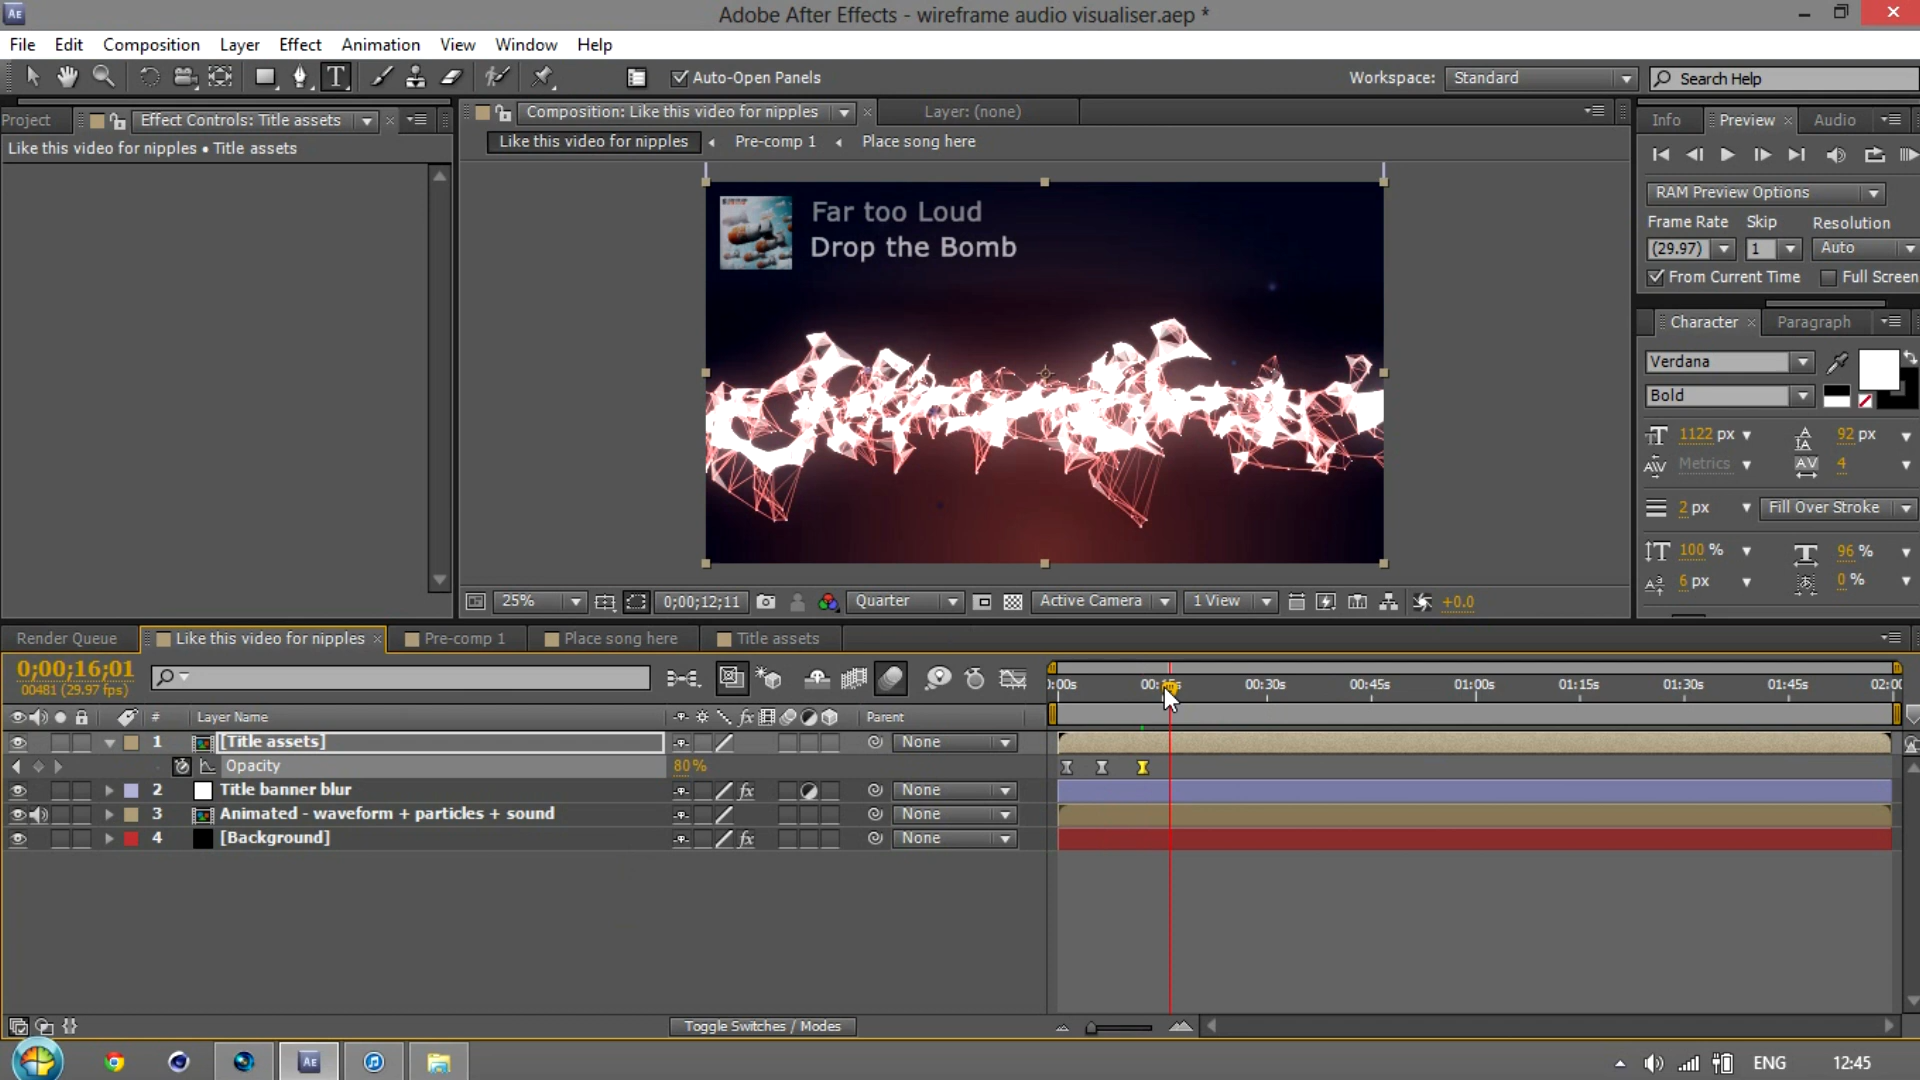 Adobe After Effects - wireframe audio visualiser.aep *
File Edit Composition Layer Effect Animation View Window Help
Auto-Open Panels
Workspace: Standard
Search Help
Project
Effect Controls: Title assets
Like this video for nipples • Title assets
Composition: Like this video for nipples
Layer: (none)
Like this video for nipples
Pre-comp 1
Place song here
Far too Loud
Drop the Bomb
25%
0;00;12;11
Quarter
Active Camera
1 View
+0.0
Info
Preview
Audio
RAM Preview Options
Frame Rate Skip Resolution
(29.97) 1 Auto
From Current Time Full Screen
Character Paragraph
Verdana
Bold
1122 px 92 px
Metrics 4
2 px Fill Over Stroke
100 % 96 %
6 px 0 %
Render Queue
Like this video for nipples
Pre-comp 1
Place song here
Title assets
0;00;16;01
00481 (29.97 fps)
):00s 00:15s 00:30s 00:45s 01:00s 01:15s 01:30s 01:45s 02:00
# Layer Name fx Parent
1 [Title assets] None
Opacity 80%
2 Title banner blur fx None
3 Animated - waveform + particles + sound None
4 [Background] fx None
Toggle Switches / Modes
ENG 12:45